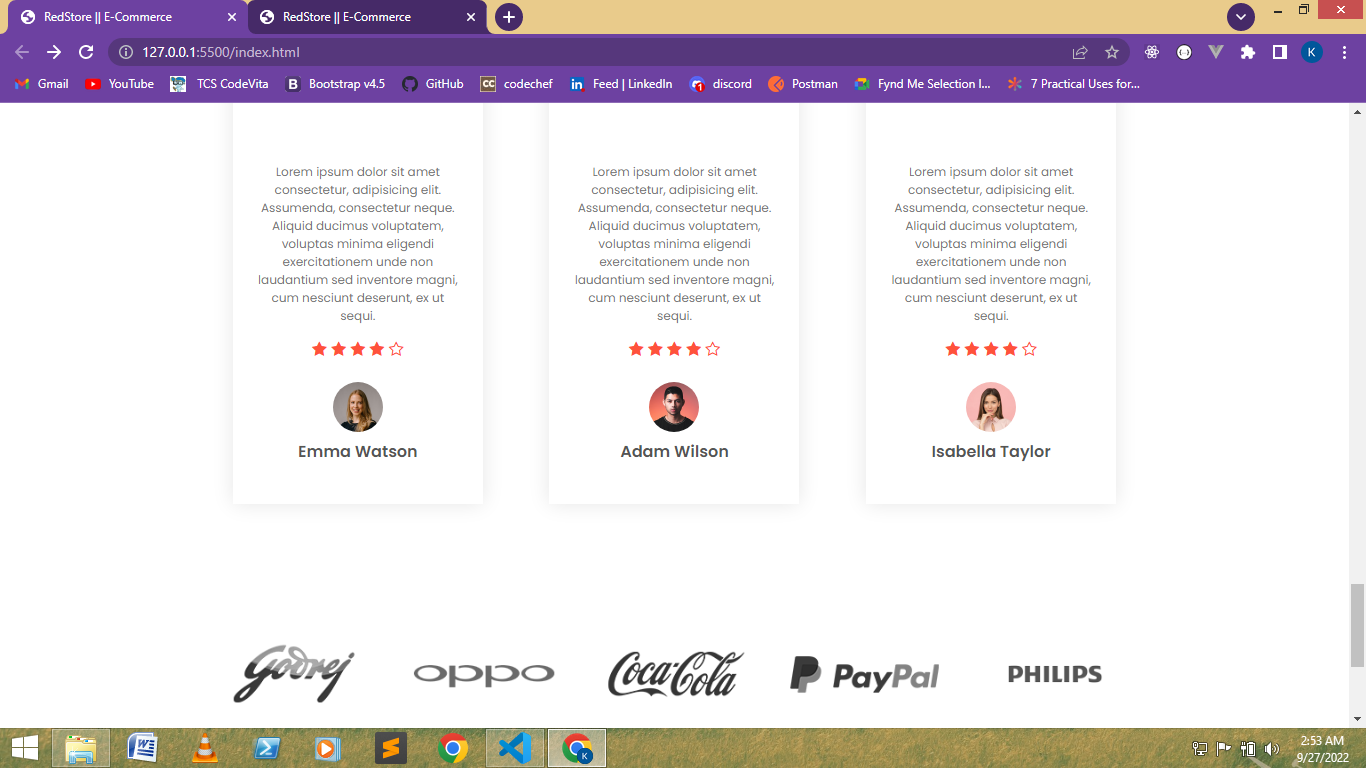 RedStore || E-Commerce
RedStore || E-Commerce
127.0.0.1:5500/index.html
K
Gmail
YouTube
TCS CodeVita
B
Bootstrap v4.5
GitHub
CC
codechef
in
Feed | LinkedIn
1
discord
Postman
Fynd Me Selection I...
7 Practical Uses for...
Lorem ipsum dolor sit amet
consectetur, adipisicing elit.
Assumenda, consectetur neque.
Aliquid ducimus voluptatem,
voluptas minima eligendi
exercitationem unde non
laudantium sed inventore magni,
cum nesciunt deserunt, ex ut
sequi.
Emma Watson
Lorem ipsum dolor sit amet
consectetur, adipisicing elit.
Assumenda, consectetur neque.
Aliquid ducimus voluptatem,
voluptas minima eligendi
exercitationem unde non
laudantium sed inventore magni,
cum nesciunt deserunt, ex ut
sequi.
Adam Wilson
Lorem ipsum dolor sit amet
consectetur, adipisicing elit.
Assumenda, consectetur neque.
Aliquid ducimus voluptatem,
voluptas minima eligendi
exercitationem unde non
laudantium sed inventore magni,
cum nesciunt deserunt, ex ut
sequi.
Isabella Taylor
Godrej
oppo
Coca-Cola
PayPal
PHILIPS
W
S
K
2:53 AM
9/27/2022